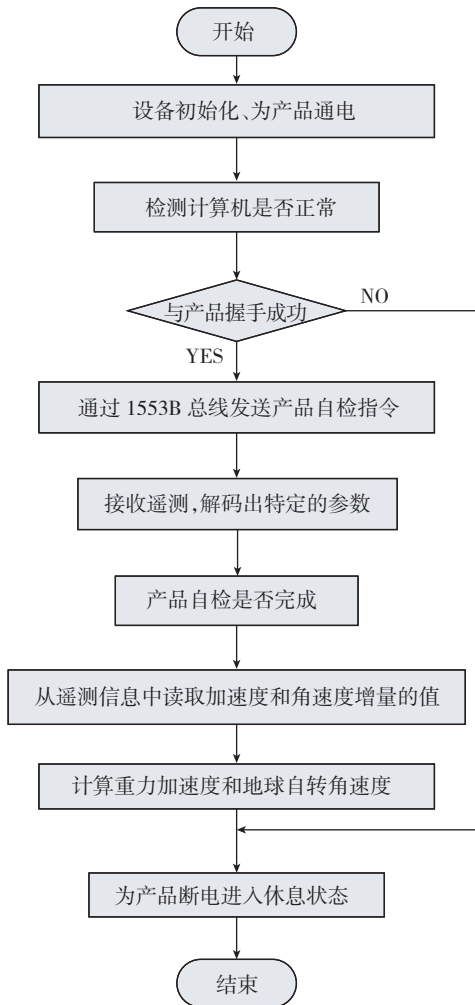 开始
设备初始化、为产品通电
检测计算机是否正常
与产品握手成功
NO
YES
通过 1553B 总线发送产品自检指令
接收遥测,解码出特定的参数
产品自检是否完成
从遥测信息中读取加速度和角速度增量的值
计算重力加速度和地球自转角速度
为产品断电进入休息状态
结束